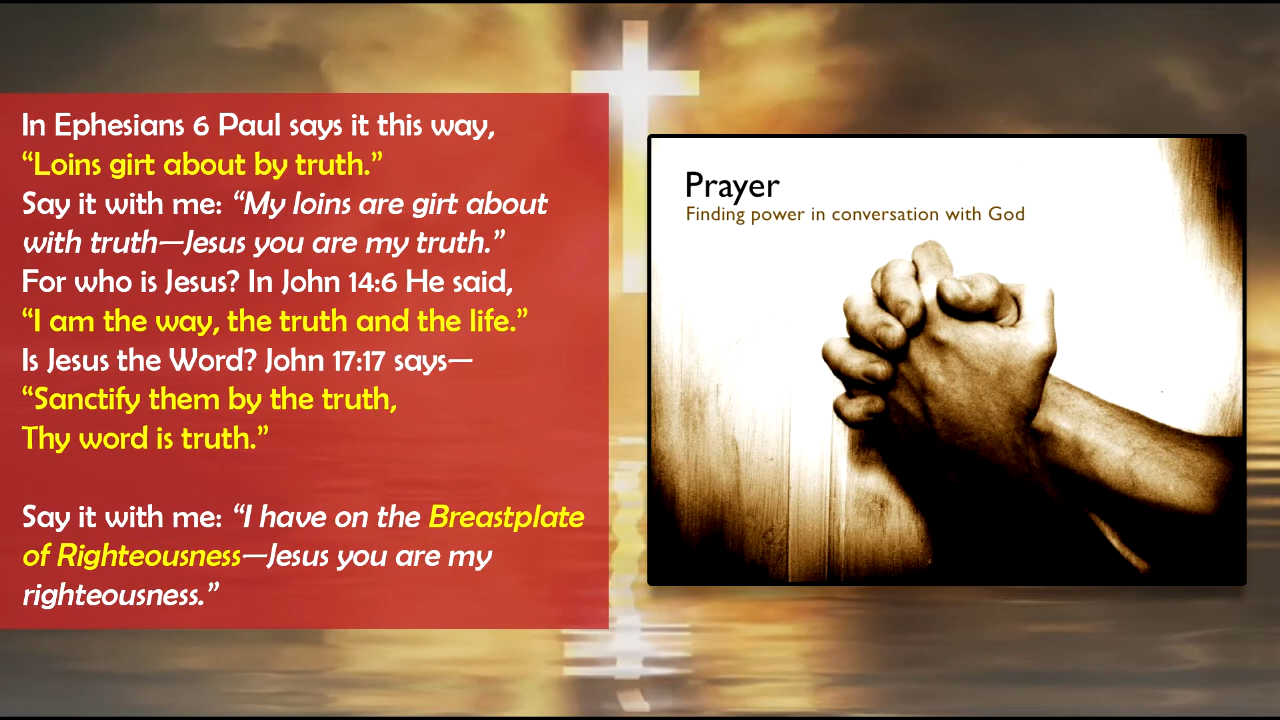 In Ephesians 6 Paul says it this way,
“Loins girt about by truth.”
Say it with me: “My loins are girt about
with truth—Jesus you are my truth.”
For who is Jesus? In John 14:6 He said,
“I am the way, the truth and the life.”
Is Jesus the Word? John 17:17 says—
“Sanctify them by the truth,
Thy word is truth.”
Say it with me: “I have on the Breastplate
of Righteousness—Jesus you are my
righteousness.”
Prayer
Finding power in conversation with God